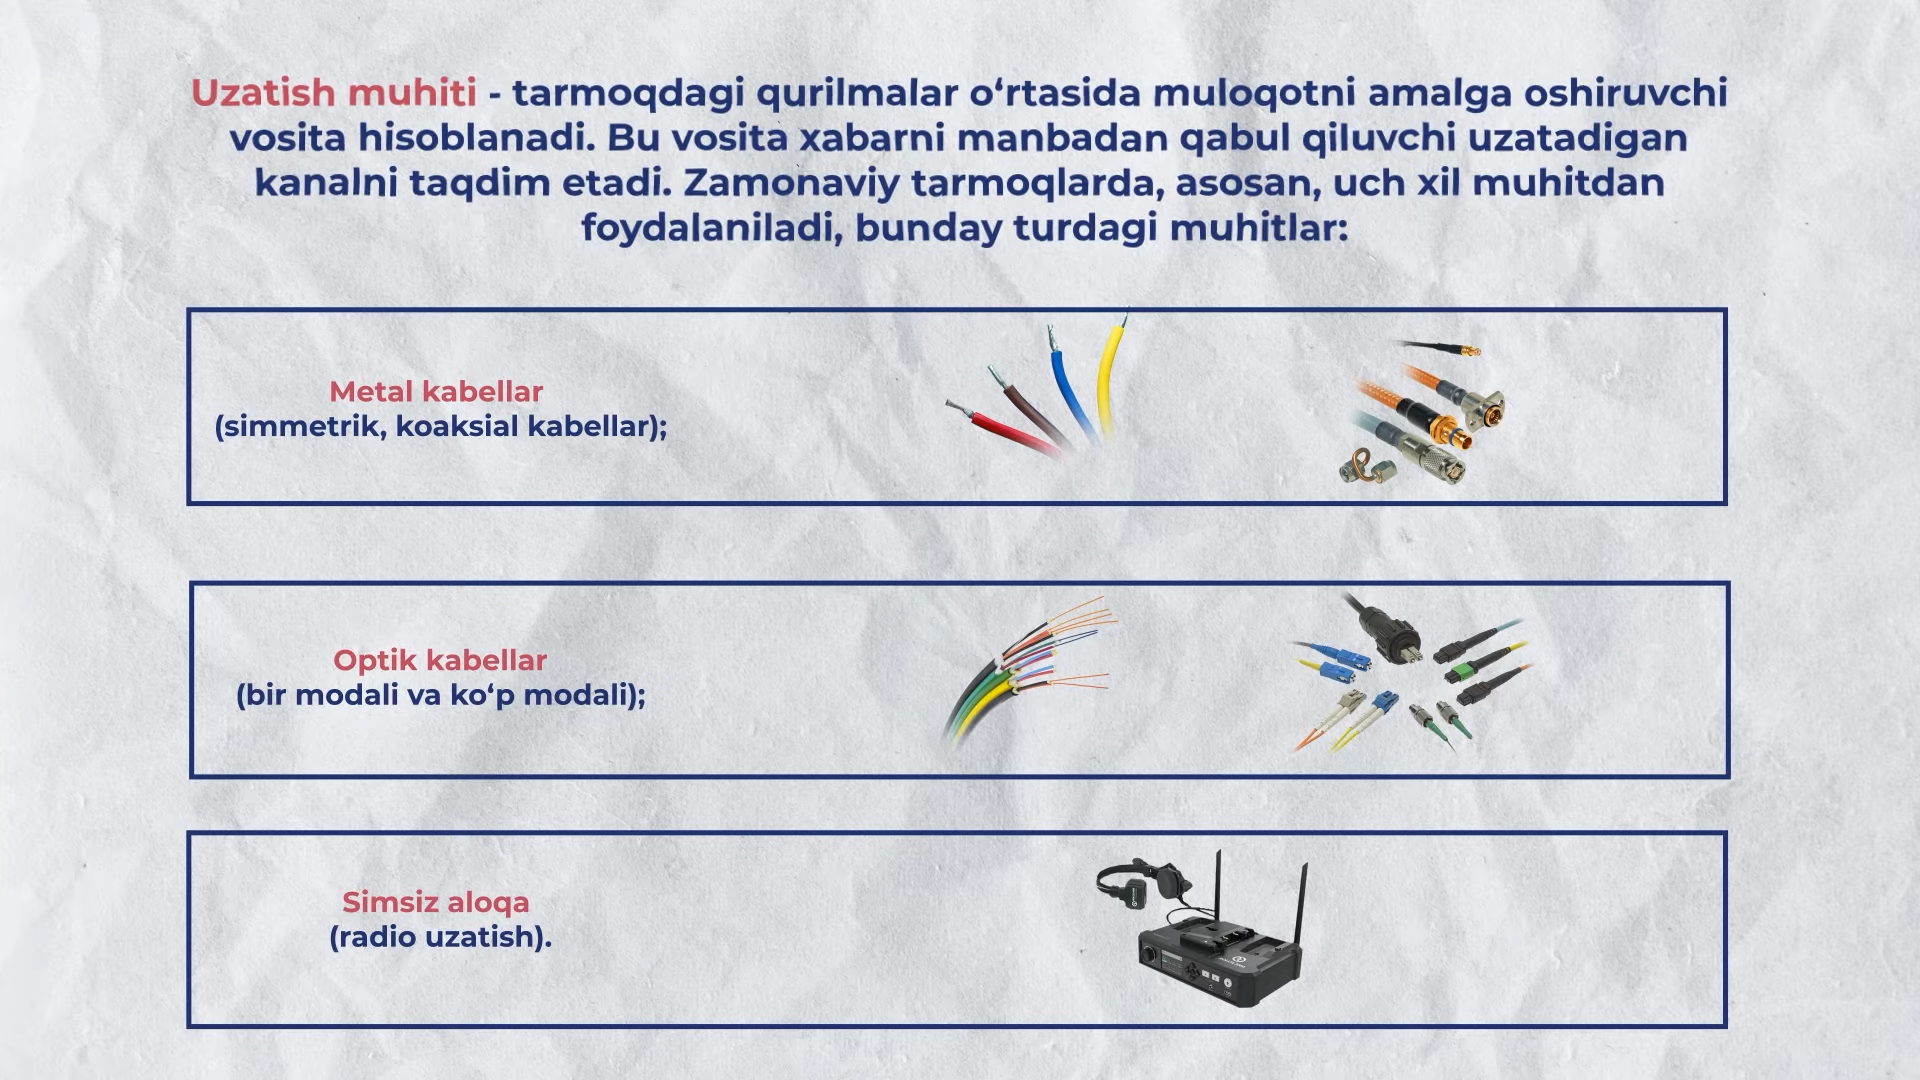 Uzatish muhiti - tarmoqdagi qurilmalar o‘rtasida muloqotni amalga oshiruvchi
vosita hisoblanadi. Bu vosita xabarni manbadan qabul qiluvchi uzatadigan
kanalni taqdim etadi. Zamonaviy tarmoqlarda, asosan, uch xil muhitdan
foydalaniladi, bunday turdagi muhitlar:
Metal kabellar
(simmetrik, koaksial kabellar);
Optik kabellar
(bir modali va ko‘p modali);
Simsiz aloqa
(radio uzatish).